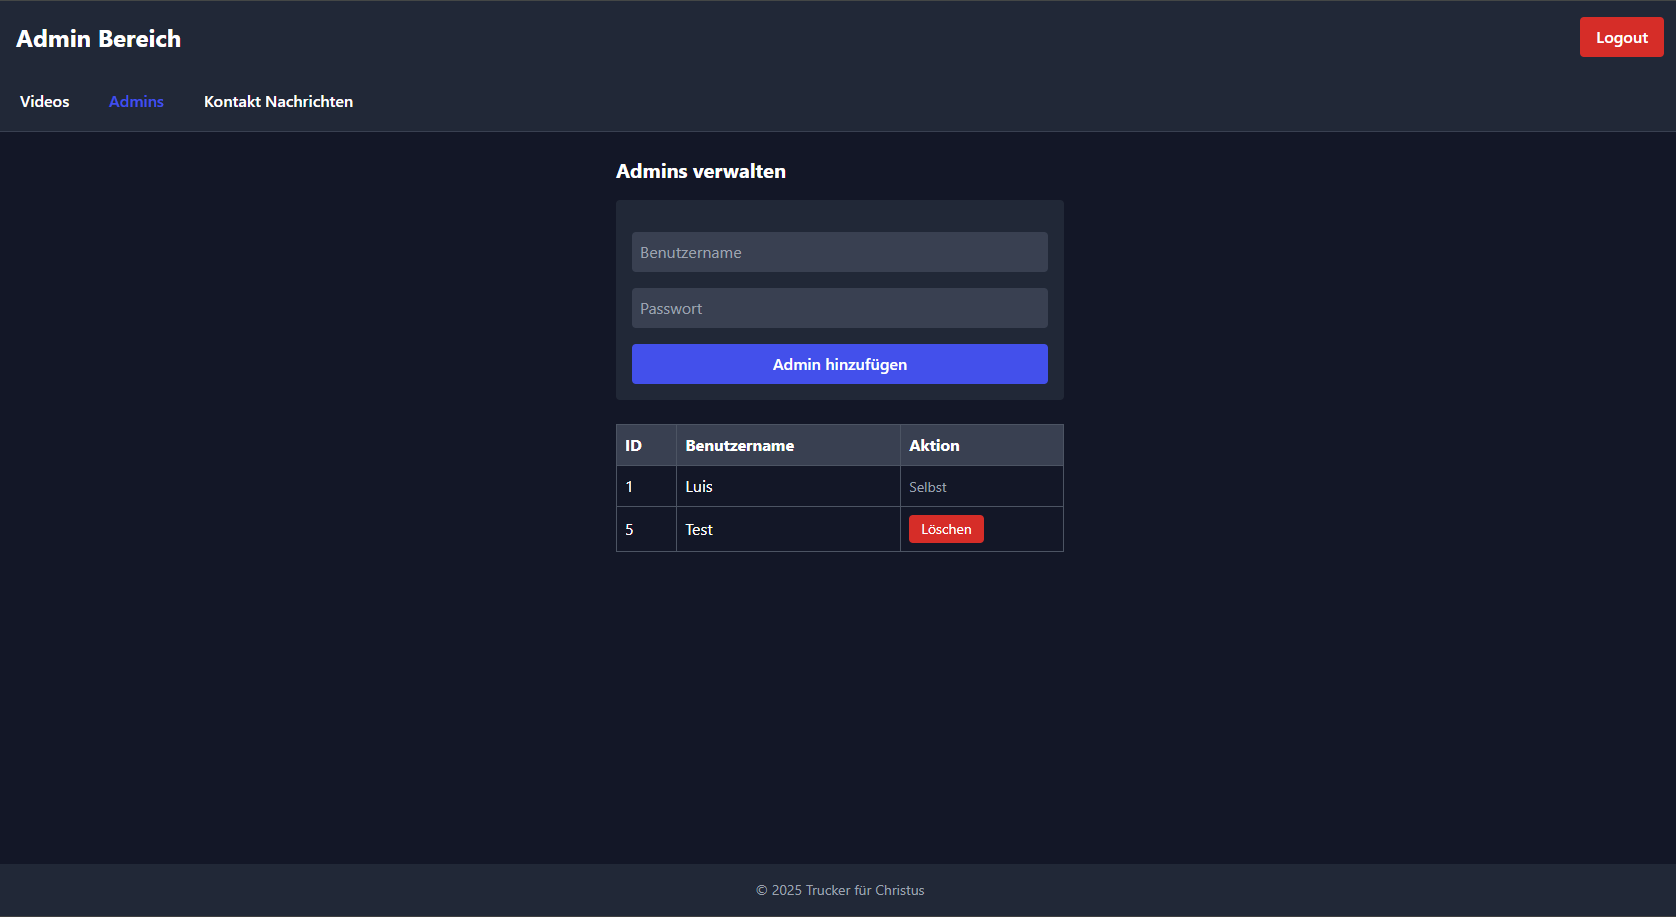 Admin Bereich
Logout
Videos Admins Kontakt Nachrichten
Admins verwalten
Benutzername
Passwort
Admin hinzufügen
ID Benutzername Aktion
1 Luis Selbst
5 Test Löschen
© 2025 Trucker für Christus